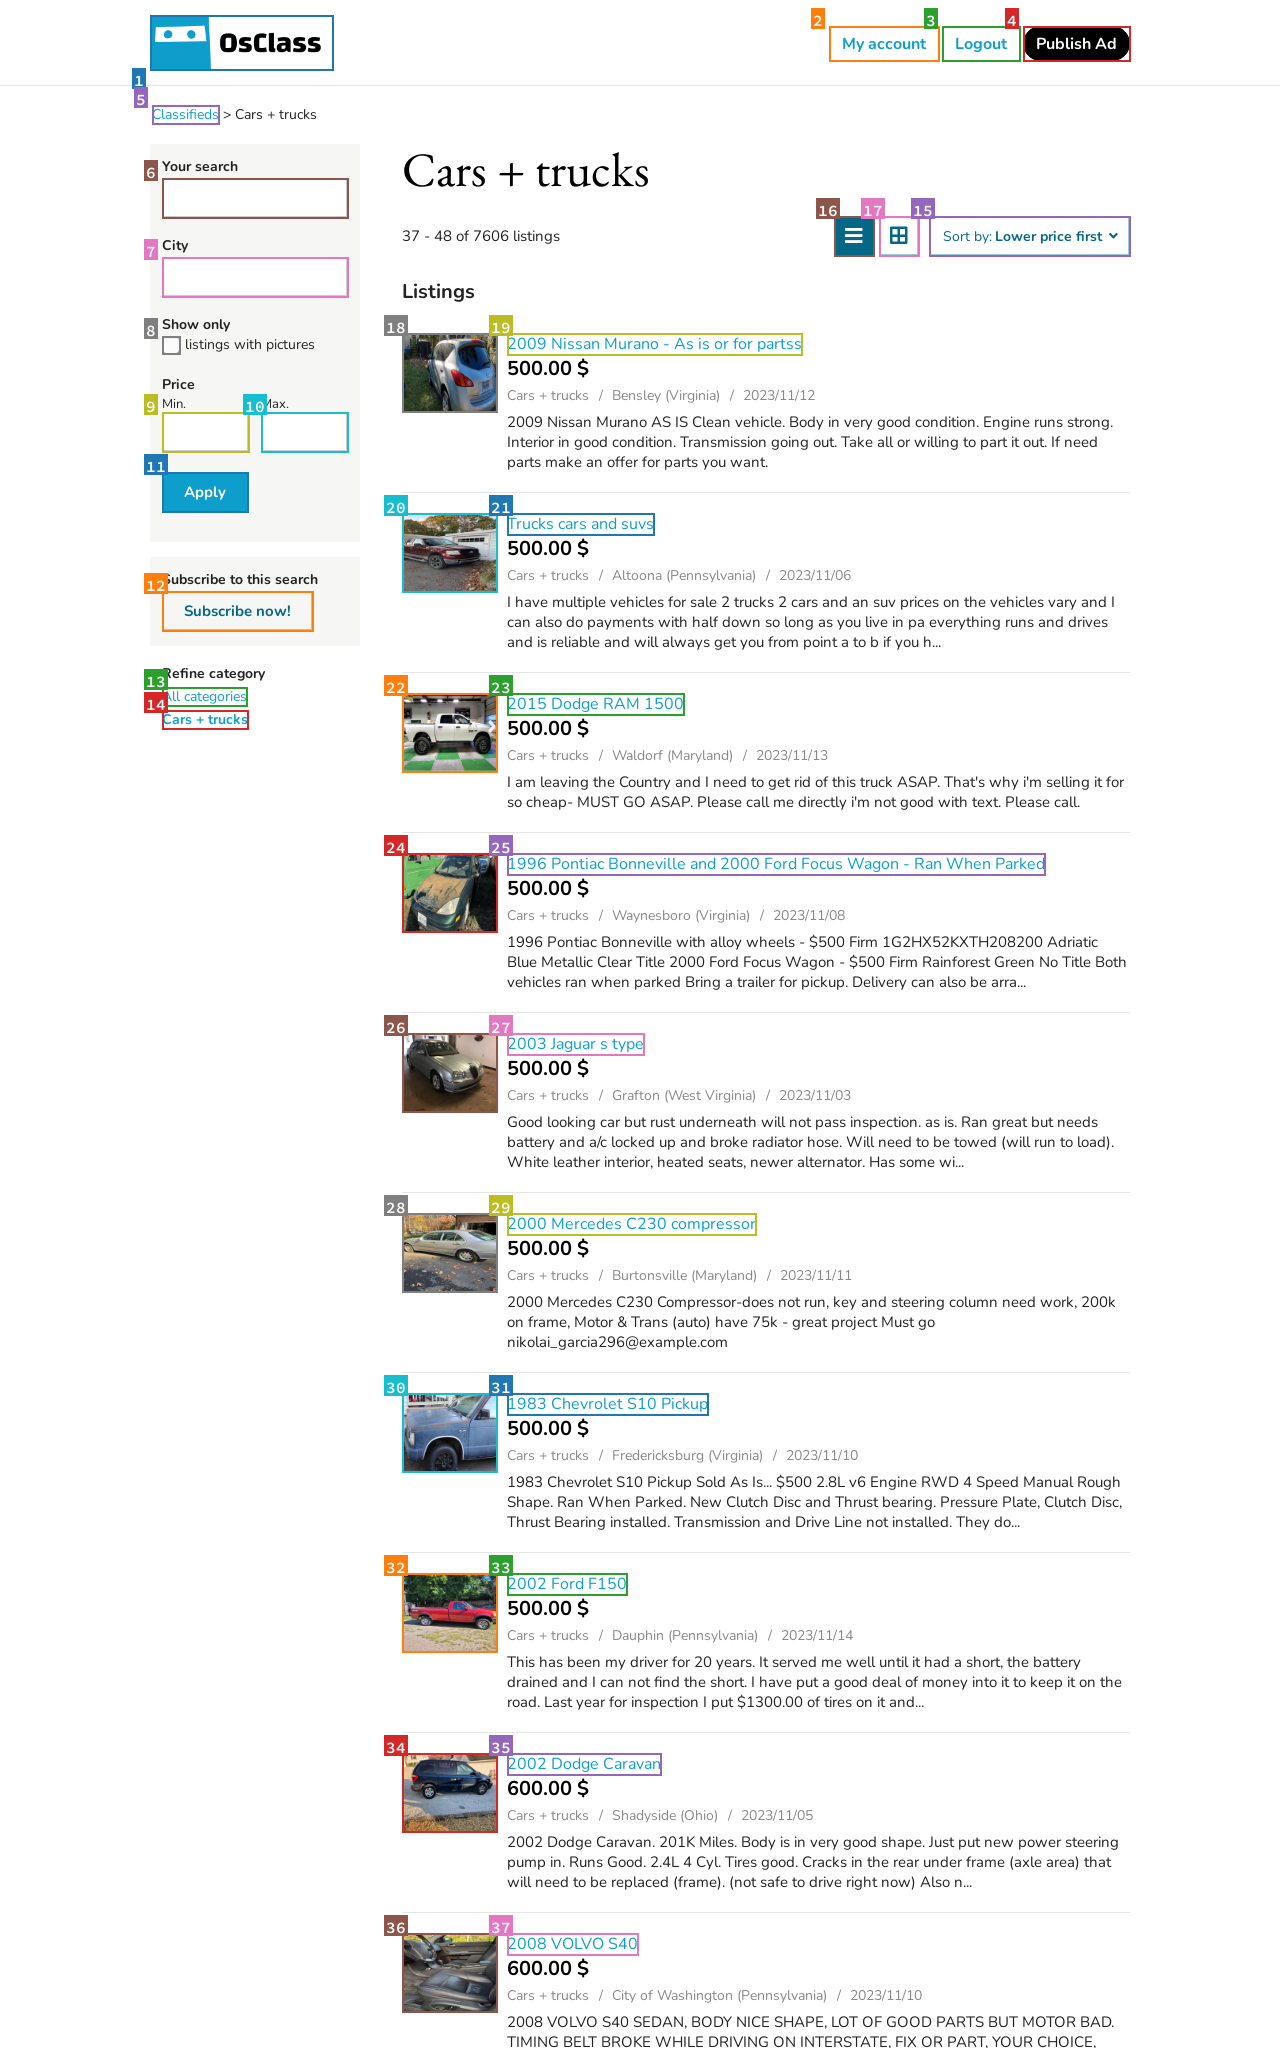 OsClass
2
My account
3
Logout
4
Publish Ad
1
5
Classifieds > Cars + trucks
6
Your search
7
City
8
Show only
listings with pictures
Price
9
Min.
10
Max.
11
Apply
12
Subscribe to this search
Subscribe now!
Refine category
13
All categories
14
Cars + trucks
Cars + trucks
37 - 48 of 7606 listings
16
17
15
Sort by: Lower price first
Listings
18
19
2009 Nissan Murano - As is or for partss
500.00 $
Cars + trucks / Bensley (Virginia) / 2023/11/12
2009 Nissan Murano AS IS Clean vehicle. Body in very good condition. Engine runs strong.
Interior in good condition. Transmission going out. Take all or willing to part it out. If need
parts make an offer for parts you want.
20
21
Trucks cars and suvs
500.00 $
Cars + trucks / Altoona (Pennsylvania) / 2023/11/06
I have multiple vehicles for sale 2 trucks 2 cars and an suv prices on the vehicles vary and I
can also do payments with half down so long as you live in pa everything runs and drives
and is reliable and will always get you from point a to b if you h...
22
23
2015 Dodge RAM 1500
500.00 $
Cars + trucks / Waldorf (Maryland) / 2023/11/13
I am leaving the Country and I need to get rid of this truck ASAP. That's why i'm selling it for
so cheap- MUST GO ASAP. Please call me directly i'm not good with text. Please call.
24
25
1996 Pontiac Bonneville and 2000 Ford Focus Wagon - Ran When Parked
500.00 $
Cars + trucks / Waynesboro (Virginia) / 2023/11/08
1996 Pontiac Bonneville with alloy wheels - $500 Firm 1G2HX52KXTH208200 Adriatic
Blue Metallic Clear Title 2000 Ford Focus Wagon - $500 Firm Rainforest Green No Title Both
vehicles ran when parked Bring a trailer for pickup. Delivery can also be arra...
26
27
2003 Jaguar s type
500.00 $
Cars + trucks / Grafton (West Virginia) / 2023/11/03
Good looking car but rust underneath will not pass inspection. as is. Ran great but needs
battery and a/c locked up and broke radiator hose. Will need to be towed (will run to load).
White leather interior, heated seats, newer alternator. Has some wi...
28
29
2000 Mercedes C230 compressor
500.00 $
Cars + trucks / Burtonsville (Maryland) / 2023/11/11
2000 Mercedes C230 Compressor-does not run, key and steering column need work, 200k
on frame, Motor & Trans (auto) have 75k - great project Must go
nikolai_garcia296@example.com
30
31
1983 Chevrolet S10 Pickup
500.00 $
Cars + trucks / Fredericksburg (Virginia) / 2023/11/10
1983 Chevrolet S10 Pickup Sold As Is... $500 2.8L v6 Engine RWD 4 Speed Manual Rough
Shape. Ran When Parked. New Clutch Disc and Thrust bearing. Pressure Plate, Clutch Disc,
Thrust Bearing installed. Transmission and Drive Line not installed. They do...
32
33
2002 Ford F150
500.00 $
Cars + trucks / Dauphin (Pennsylvania) / 2023/11/14
This has been my driver for 20 years. It served me well until it had a short, the battery
drained and I can not find the short. I have put a good deal of money into it to keep it on the
road. Last year for inspection I put $1300.00 of tires on it and...
34
35
2002 Dodge Caravan
600.00 $
Cars + trucks / Shadyside (Ohio) / 2023/11/05
2002 Dodge Caravan. 201K Miles. Body is in very good shape. Just put new power steering
pump in. Runs Good. 2.4L 4 Cyl. Tires good. Cracks in the rear under frame (axle area) that
will need to be replaced (frame). (not safe to drive right now) Also n...
36
37
2008 VOLVO S40
600.00 $
Cars + trucks / City of Washington (Pennsylvania) / 2023/11/10
2008 VOLVO S40 SEDAN, BODY NICE SHAPE, LOT OF GOOD PARTS BUT MOTOR BAD.
TIMING BELT BROKE WHILE DRIVING ON INTERSTATE, FIX OR PART, YOUR CHOICE,